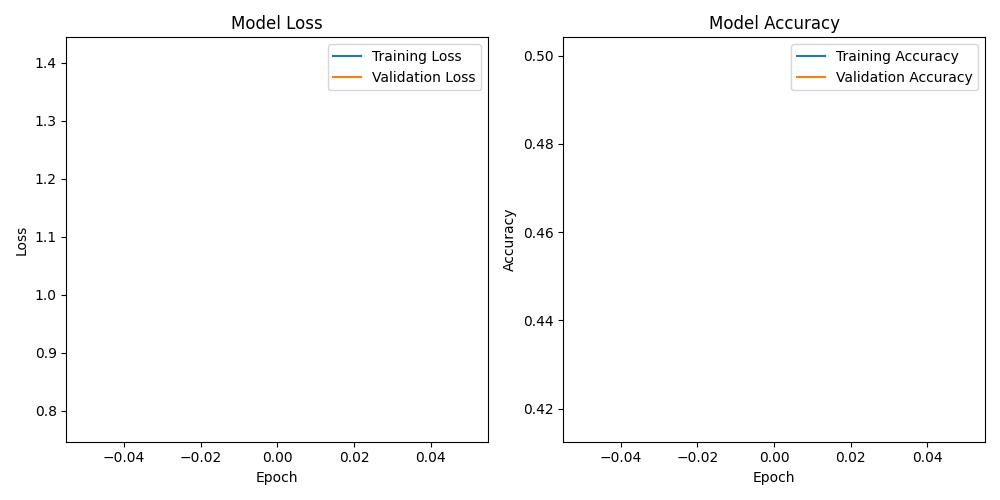 Model Loss
Training Loss
Validation Loss
1.4
1.3
1.2
1.1
1.0
0.9
0.8
Loss
−0.04 −0.02 0.00 0.02 0.04
Epoch
Model Accuracy
Training Accuracy
Validation Accuracy
0.50
0.48
0.46
0.44
0.42
Accuracy
−0.04 −0.02 0.00 0.02 0.04
Epoch